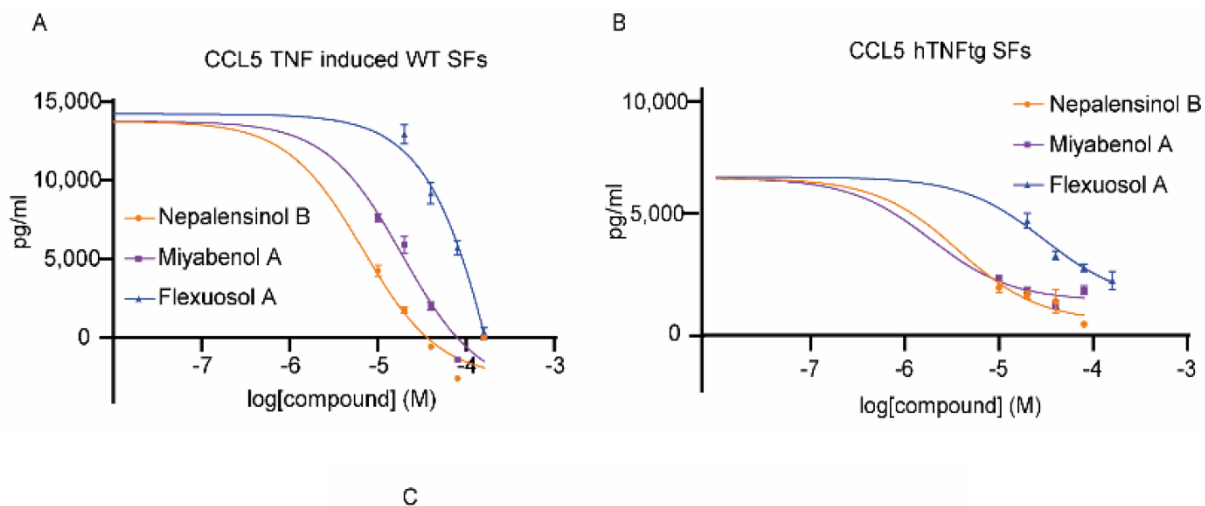 A
CCL5 TNF induced WT SFs
15,000
10,000
5,000
0
pg/ml
Nepalensinol B
Miyabenol A
Flexuosol A
-7
-6
-5
-4
-3
log[compound] (M)
B
CCL5 hTNFtg SFs
10,000
5,000
0
pg/ml
Nepalensinol B
Miyabenol A
Flexuosol A
-7
-6
-5
-4
-3
log[compound] (M)
C